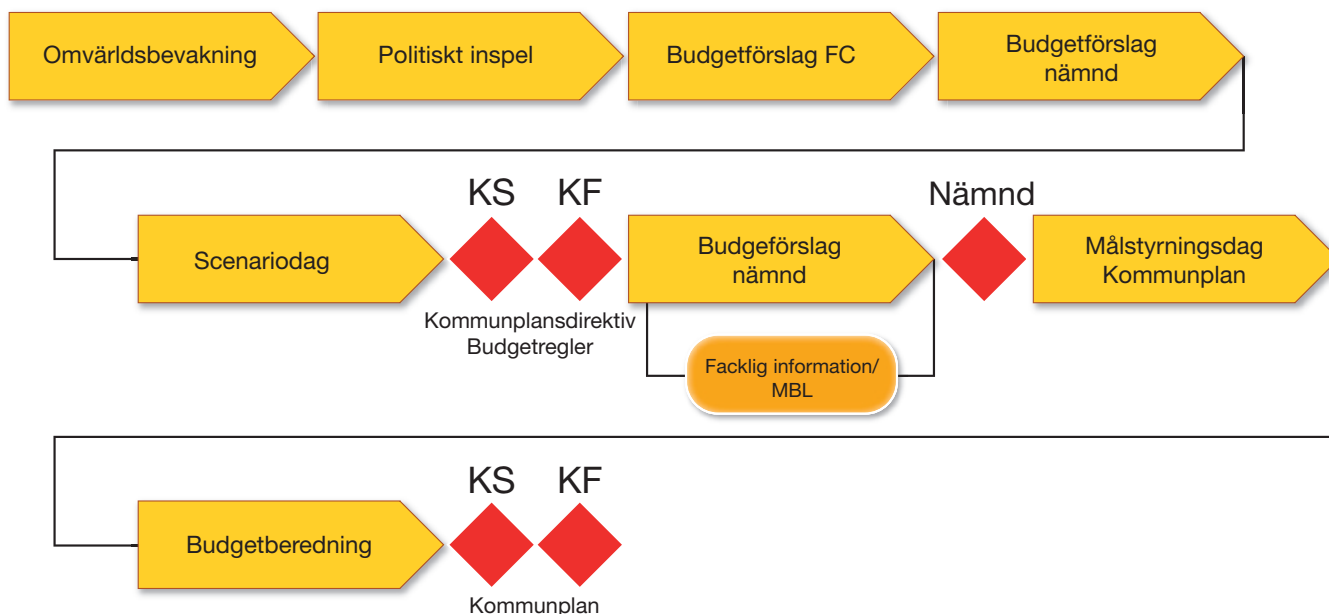 Omvärldsbevakning
Politiskt inspel
Budgetförslag FC
Budgetförslag
nämnd
Scenariodag
KS
KF
Kommunplansdirektiv
Budgetregler
Budgeförslag
nämnd
Facklig information/
MBL
Nämnd
Målstyrningsdag
Kommunplan
Budgetberedning
KS
KF
Kommunplan